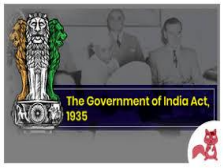 The Government of India Act,
1935